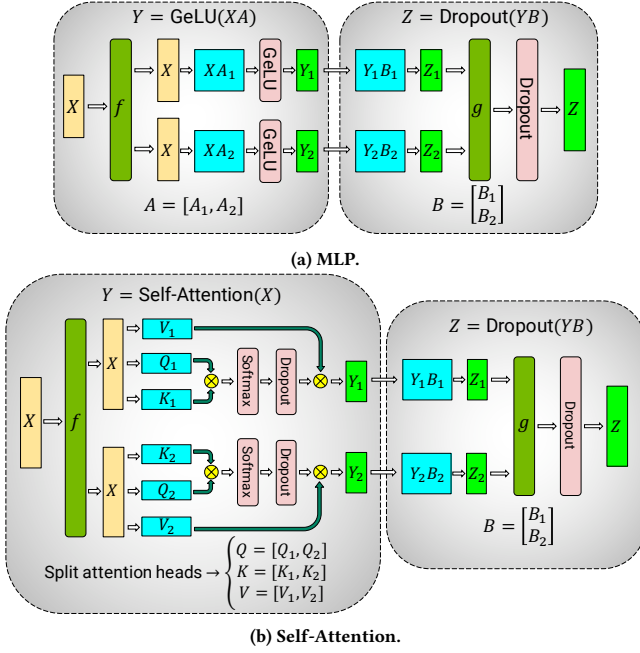 Y = GeLU(XA)
Z = Dropout(YB)
X
f
X
XA₁
GeLU
Y₁
Y₁B₁
Z₁
X
XA₂
GeLU
Y₂
Y₂B₂
Z₂
g
Dropout
Z
A = [A₁, A₂]
B = [B₁
B₂]
(a) MLP.
Y = Self-Attention(X)
Z = Dropout(YB)
X
f
X
V₁
Q₁
K₁
Softmax
Dropout
Y₁
Y₁B₁
Z₁
X
K₂
Q₂
V₂
Softmax
Dropout
Y₂
Y₂B₂
Z₂
g
Dropout
Z
Split attention heads → { Q = [Q₁, Q₂]
K = [K₁, K₂]
V = [V₁, V₂]
B = [B₁
B₂]
(b) Self-Attention.